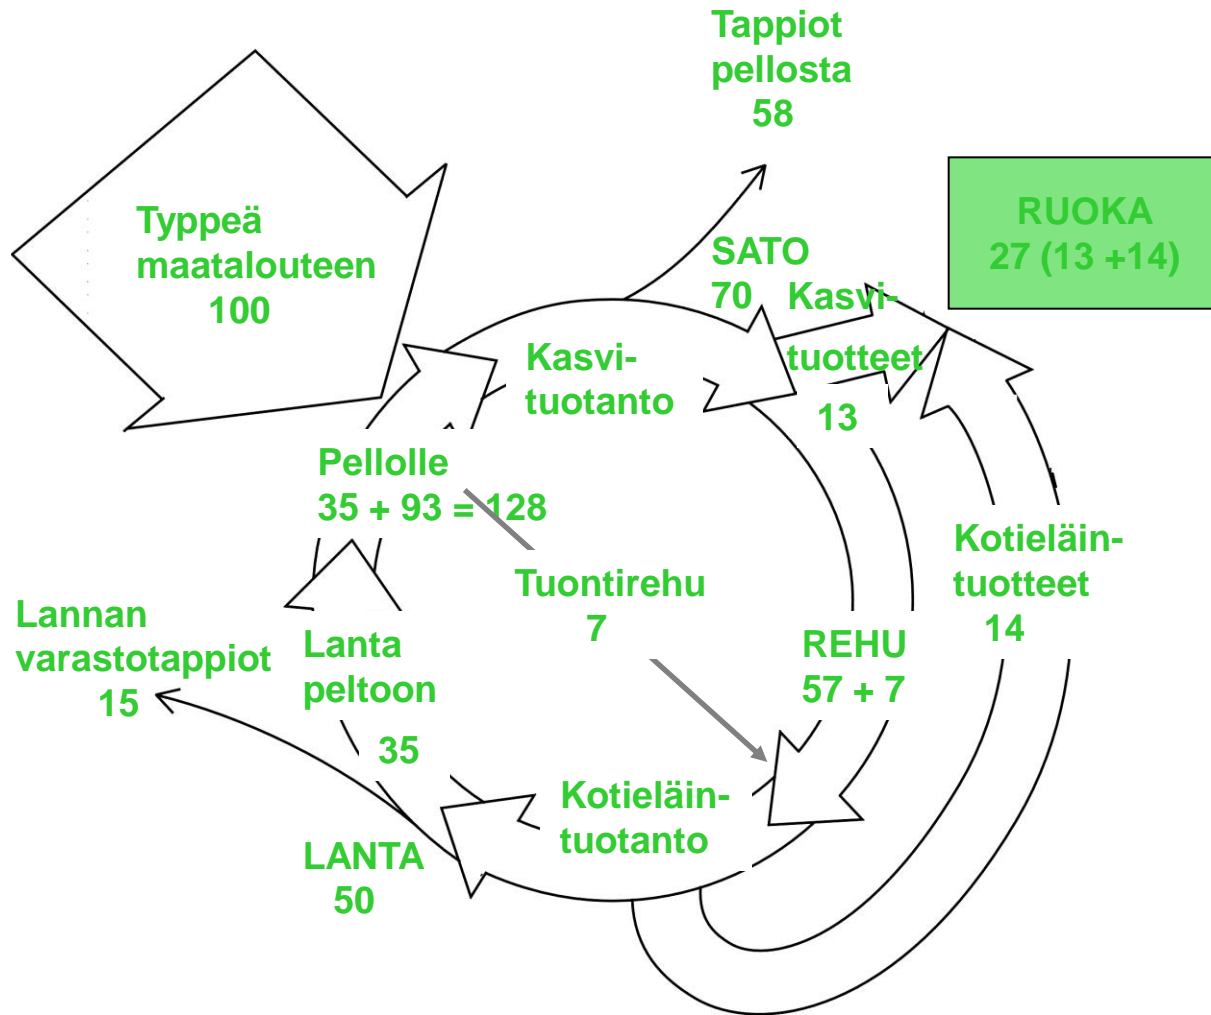 Tappiot
pellosta
58
Typpeä
maatalouteen
100
RUOKA
27 (13 +14)
SATO
70
Kasvi-
tuotteet
13
Kasvi-
tuotanto
Pellolle
35 + 93 = 128
Tuontirehu
7
Kotieläin-
tuotteet
14
REHU
57 + 7
Lannan
varastotappiot
15
Lanta
peltoon
35
Kotieläin-
tuotanto
LANTA
50